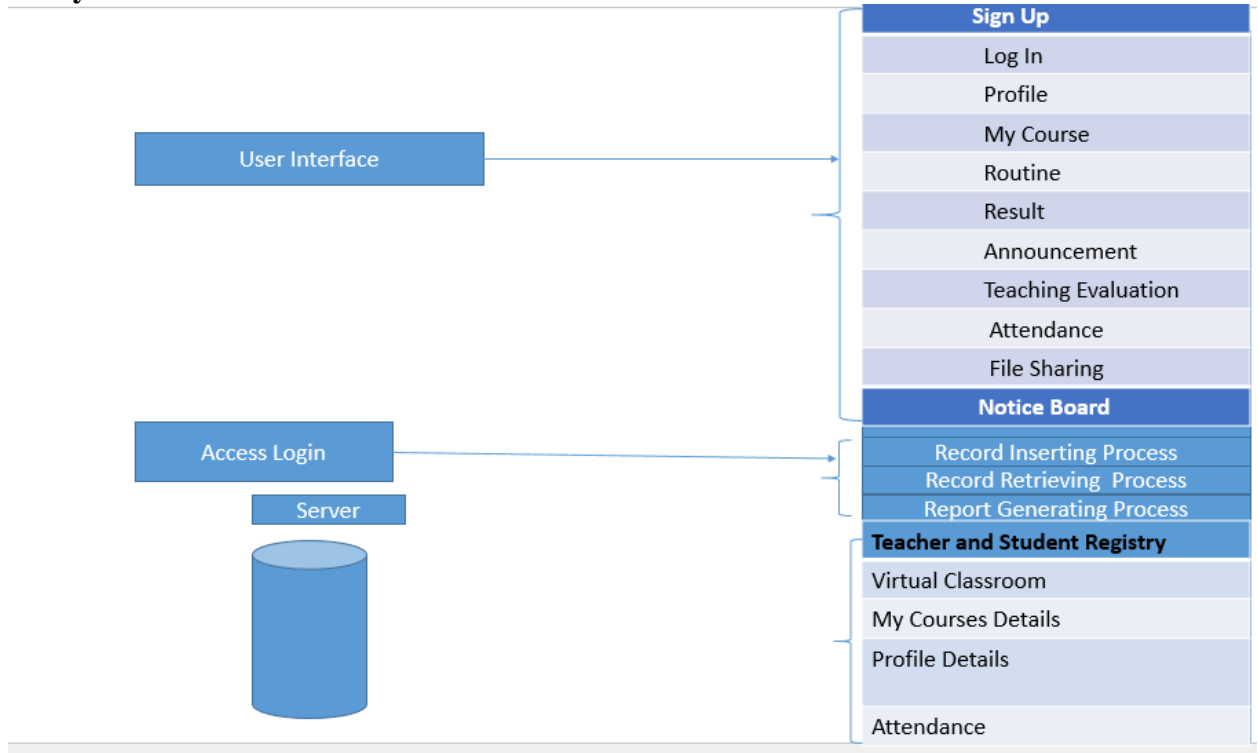 User Interface
Access Login
Server
Sign Up
Log In
Profile
My Course
Routine
Result
Announcement
Teaching Evaluation
Attendance
File Sharing
Notice Board
Record Inserting Process
Record Retrieving Process
Report Generating Process
Teacher and Student Registry
Virtual Classroom
My Courses Details
Profile Details
Attendance